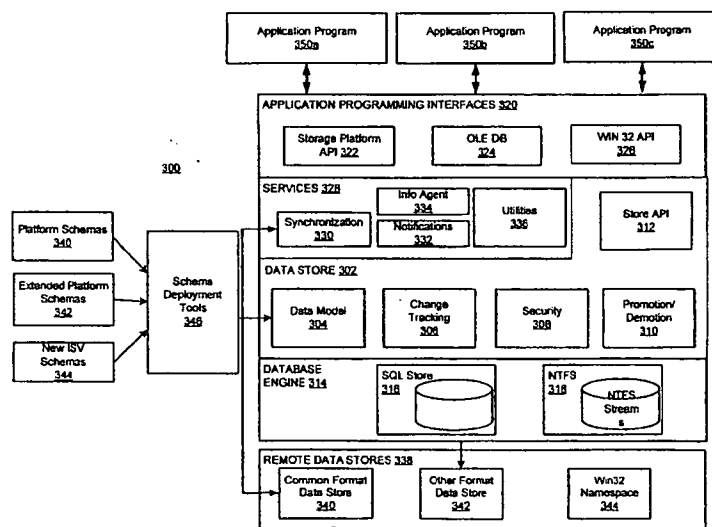 Application Program
350a
Application Program
350b
Application Program
350c
APPLICATION PROGRAMMING INTERFACES 320
Storage Platform
API 322
OLE DB
324
WIN 32 API
326
300
SERVICES 328
Info Agent
334
Synchronization
330
Notifications
332
Utilities
336
Store API
312
Platform Schemas
340
Extended Platform
Schemas
342
New ISV
Schemas
344
Schema
Deployment
Tools
346
DATA STORE 302
Data Model
304
Change
Tracking
306
Security
308
Promotion/
Demotion
310
DATABASE
ENGINE 314
SQL Store
316
NTFS
318
NTFS
Stream
s
REMOTE DATA STORES 338
Common Format
Data Store
340
Other Format
Data Store
342
Win32
Namespace
344